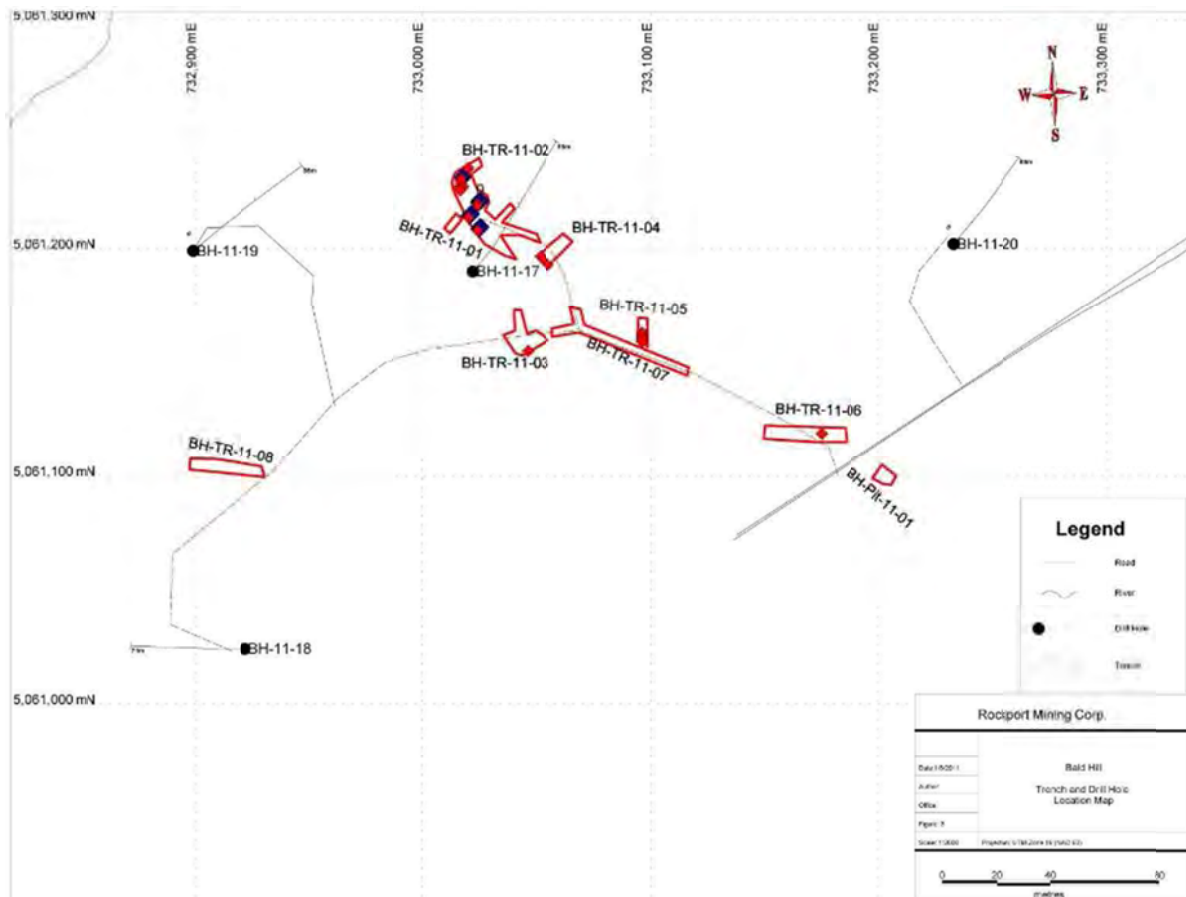 5,061,300 mN
732,900 mE
733,000 mE
733,100 mE
733,200 mE
733,300 mE
N
W E
S
BH-TR-11-02
BH-TR-11-01
BH-TR-11-04
5,061,200 mN
BH-11-19
BH-11-17
BH-11-20
BH-TR-11-05
BH-TR-11-03
BH-TR-11-07
BH-TR-11-06
BH-TR-11-08
5,061,100 mN
BH-Pit-11-01
BH-11-18
5,061,000 mN
Legend
Road
River
Drill Hole
Trench
Rockport Mining Corp.
Bald Hill
Trench and Drill Hole
Location Map
Author
Office
0 20 40 80
metres